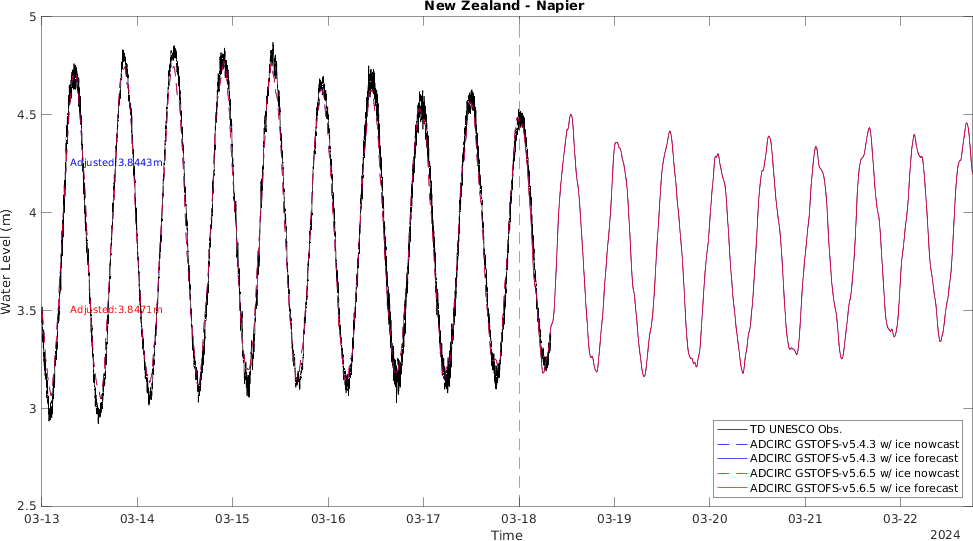 New Zealand - Napier
5
4.5
4
3.5
3
2.5
Water Level (m)
Adjusted:3.8443m
Adjusted:3.8471m
TD UNESCO Obs.
ADCIRC GSTOFS-v5.4.3 w/ ice nowcast
ADCIRC GSTOFS-v5.4.3 w/ ice forecast
ADCIRC GSTOFS-v5.6.5 w/ ice nowcast
ADCIRC GSTOFS-v5.6.5 w/ ice forecast
03-13 03-14 03-15 03-16 03-17 03-18 03-19 03-20 03-21 03-22
Time
2024